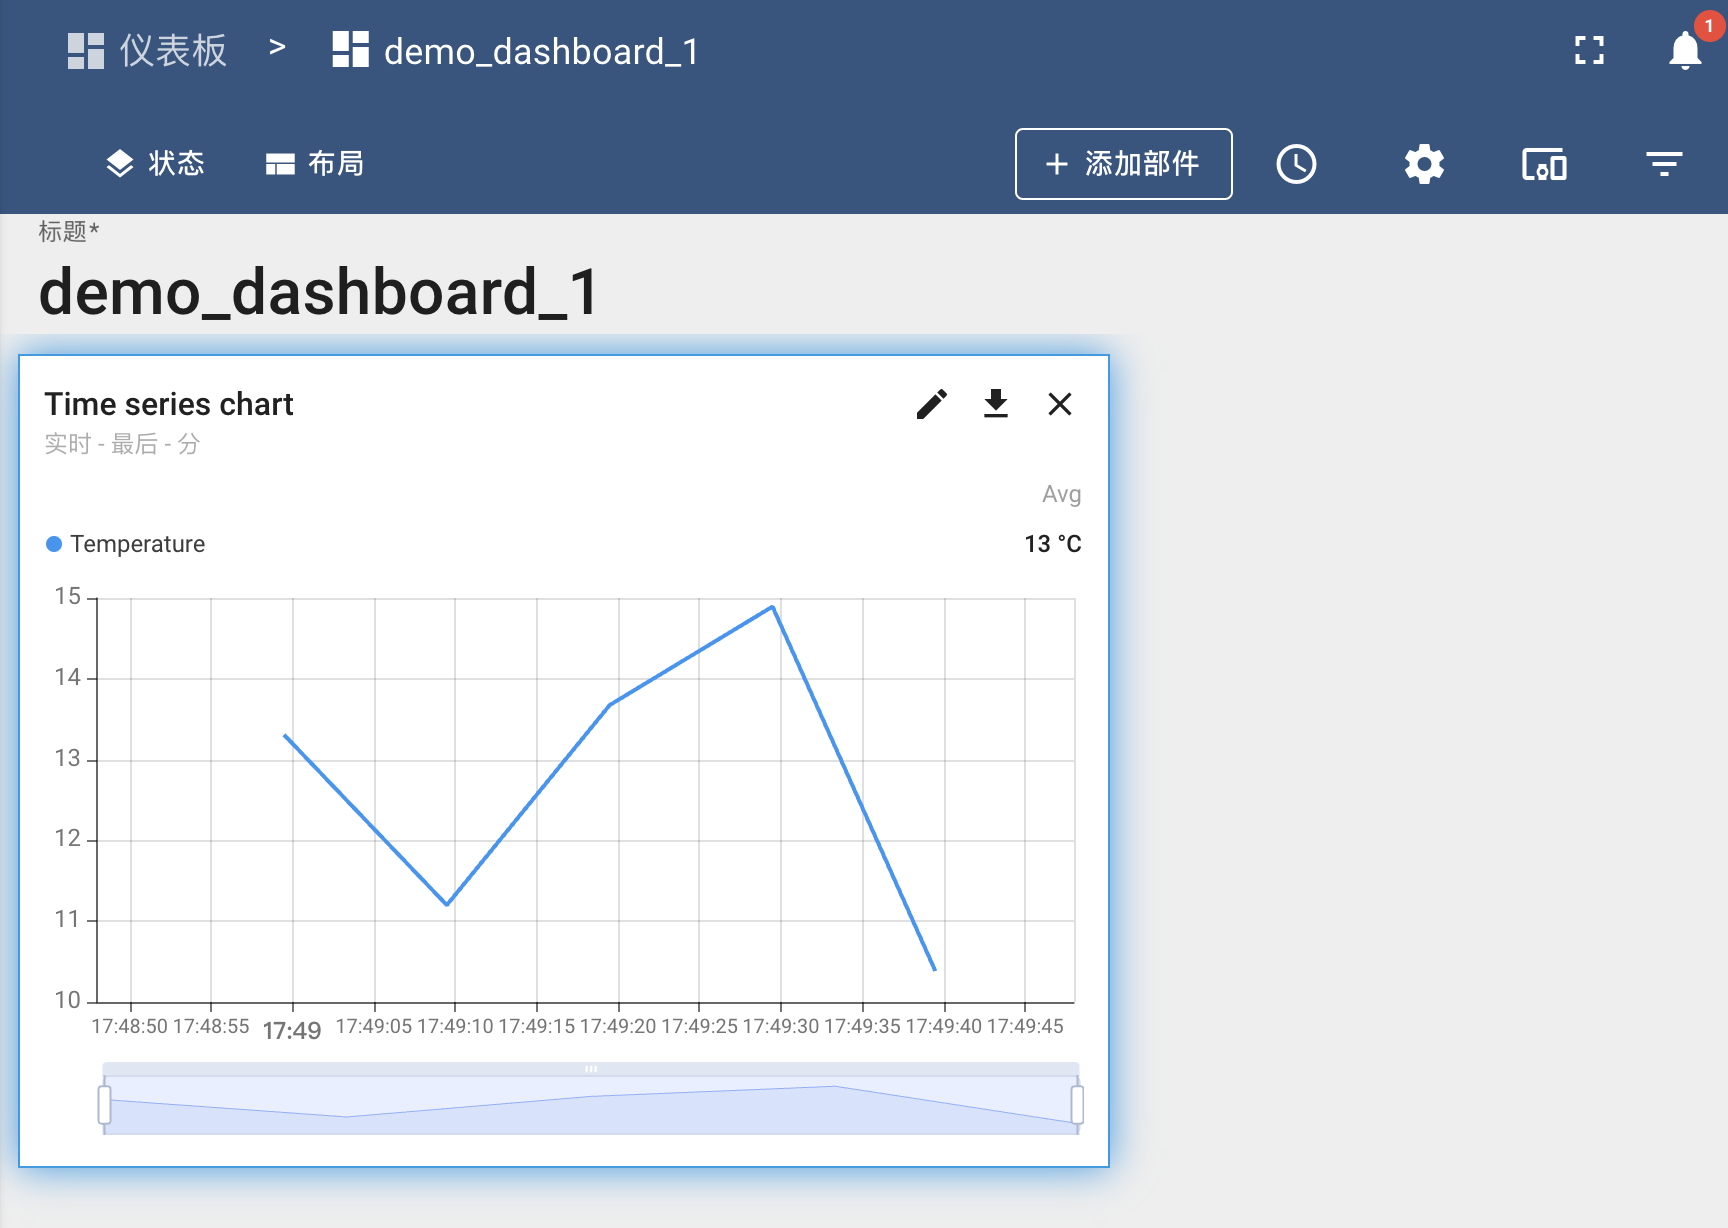 仪表板 > demo_dashboard_1
1
状态 布局 + 添加部件
标题*
demo_dashboard_1
Time series chart
实时 - 最后 - 分
Avg
Temperature 13 °C
15
14
13
12
11
10
17:48:50 17:48:55 17:49 17:49:05 17:49:10 17:49:15 17:49:20 17:49:25 17:49:30 17:49:35 17:49:40 17:49:45